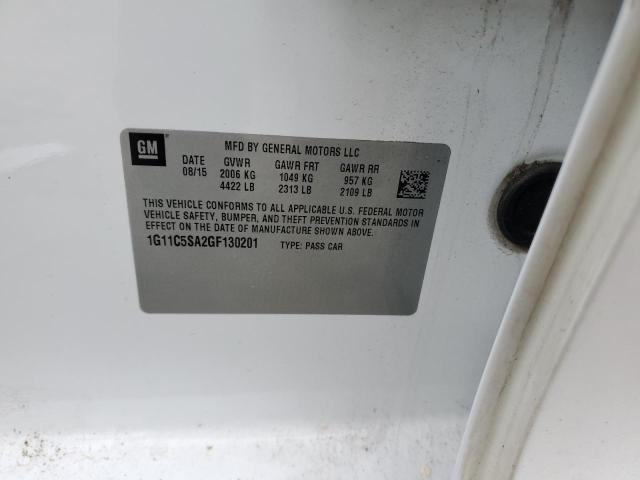 GM
MFD BY GENERAL MOTORS LLC
DATE GVWR GAWR FRT GAWR RR
08/15 2006 KG 1049 KG 957 KG
4422 LB 2313 LB 2109 LB
THIS VEHICLE CONFORMS TO ALL APPLICABLE U.S. FEDERAL MOTOR
VEHICLE SAFETY, BUMPER, AND THEFT PREVENTION STANDARDS IN
EFFECT ON THE DATE OF MANUFACTURE SHOWN ABOVE.
1G11C5SA2GF130201 TYPE: PASS CAR